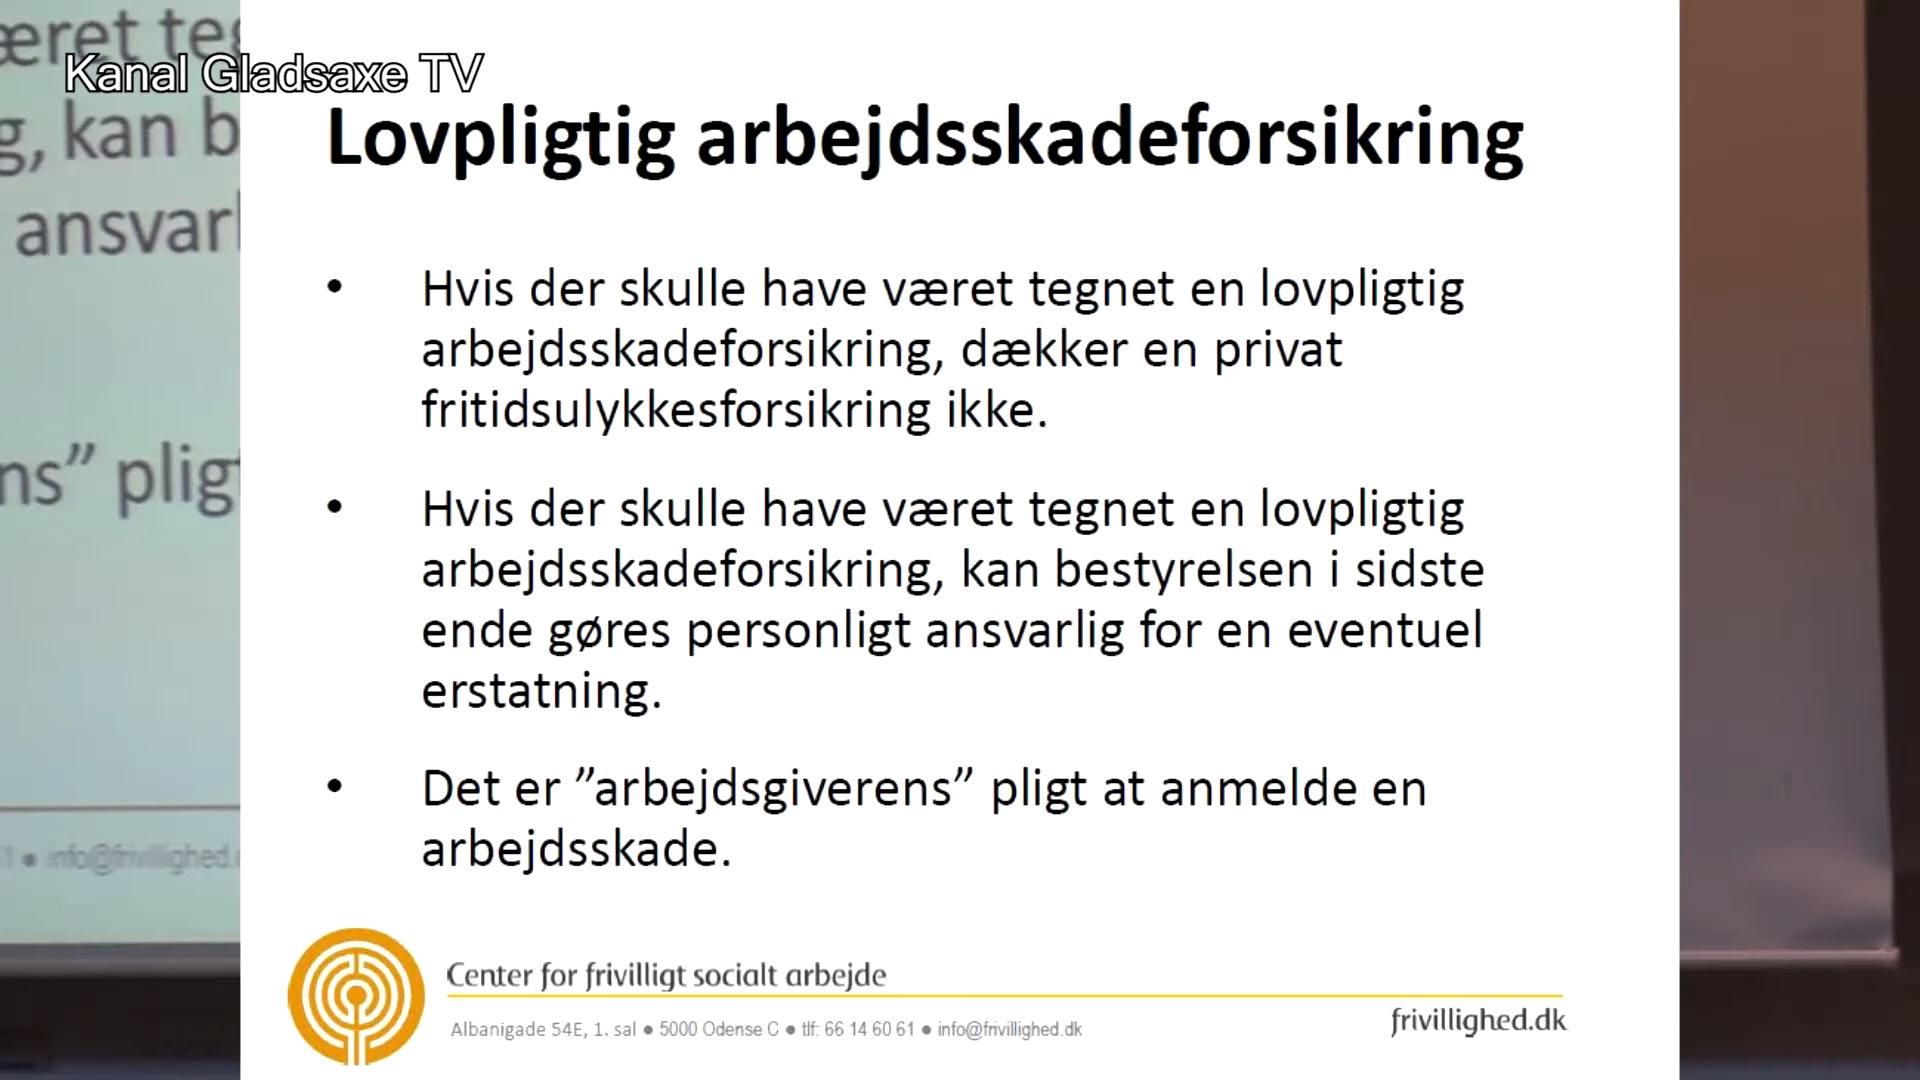 Kanal Gladsaxe TV
Lovpligtig arbejdsskadeforsikring
• Hvis der skulle have været tegnet en lovpligtig
arbejdsskadeforsikring, dækker en privat
fritidsulykkesforsikring ikke.
• Hvis der skulle have været tegnet en lovpligtig
arbejdsskadeforsikring, kan bestyrelsen i sidste
ende gøres personligt ansvarlig for en eventuel
erstatning.
• Det er ”arbejdsgiverens” pligt at anmelde en
arbejdsskade.
Center for frivilligt socialt arbejde
Albanigade 54E, 1. sal ● 5000 Odense C ● tlf: 66 14 60 61 ● info@frivillighed.dk
frivillighed.dk